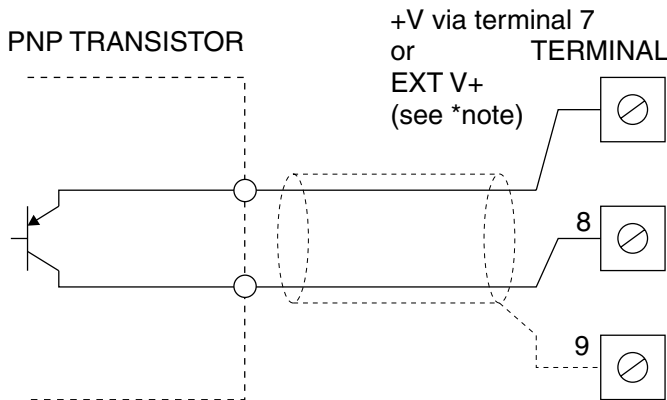 PNP TRANSISTOR
+V via terminal 7
or
EXT V+
(see *note)
TERMINAL
8
9